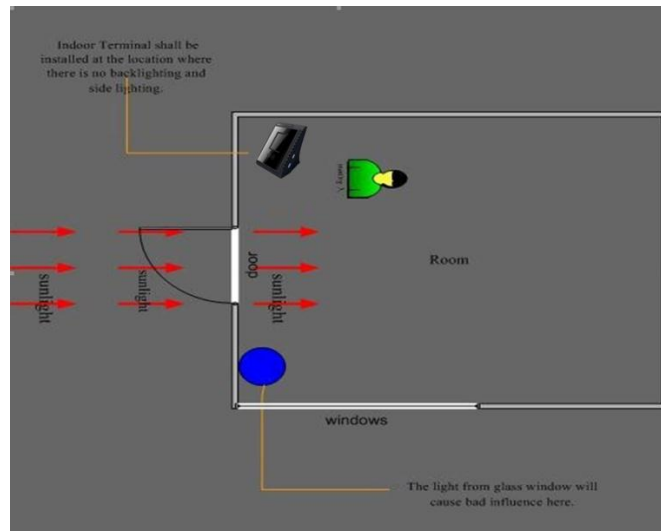 Indoor Terminal shall be
installed at the location where
there is no backlighting and
side lighting.
Room
door
sunlight
sunlight
sunlight
windows
The light from glass window will
cause bad influence here.